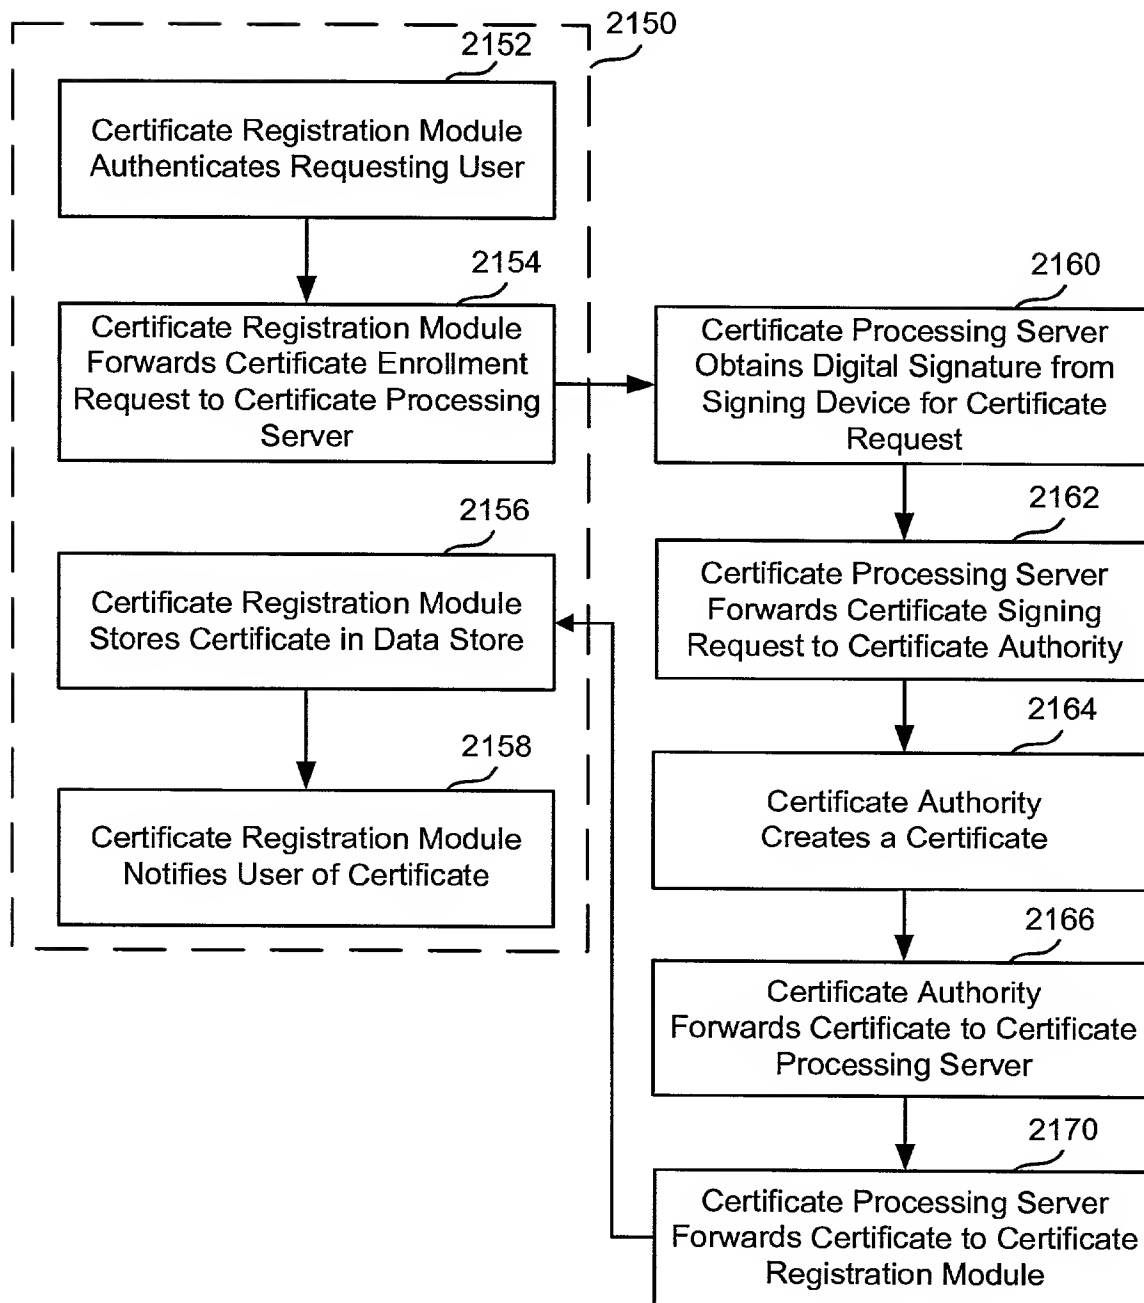 2150
2152
Certificate Registration Module
Authenticates Requesting User
2154
Certificate Registration Module
Forwards Certificate Enrollment
Request to Certificate Processing
Server
2156
Certificate Registration Module
Stores Certificate in Data Store
2158
Certificate Registration Module
Notifies User of Certificate
2160
Certificate Processing Server
Obtains Digital Signature from
Signing Device for Certificate
Request
2162
Certificate Processing Server
Forwards Certificate Signing
Request to Certificate Authority
2164
Certificate Authority
Creates a Certificate
2166
Certificate Authority
Forwards Certificate to Certificate
Processing Server
2170
Certificate Processing Server
Forwards Certificate to Certificate
Registration Module